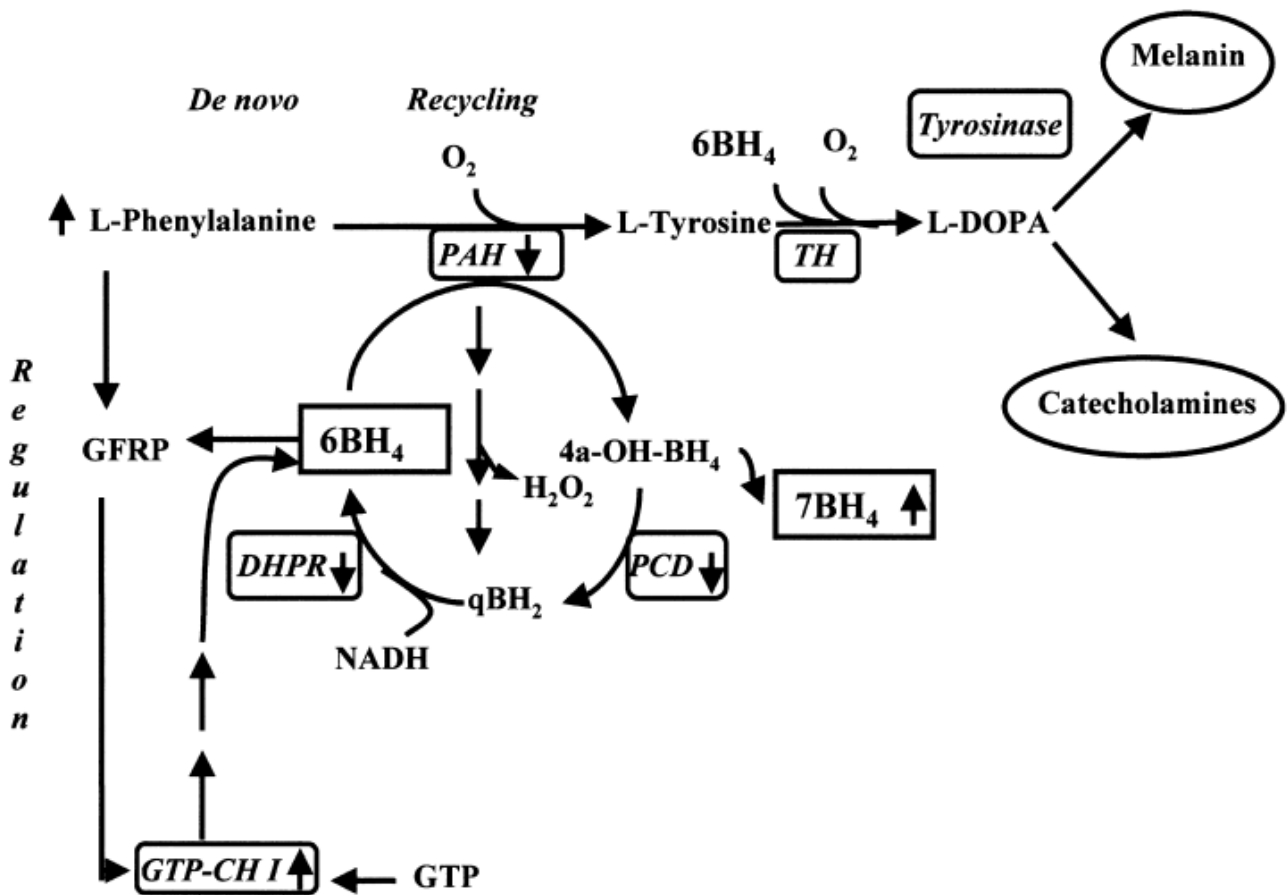 Melanin
De novo
Recycling
Tyrosinase
6BH4
O2
O2
L-Phenylalanine
L-Tyrosine
L-DOPA
PAH
TH
Regulation
Catecholamines
GFRP
6BH4
4a-OH-BH4
H2O2
7BH4
DHPR
PCD
qBH2
NADH
GTP-CH I
GTP